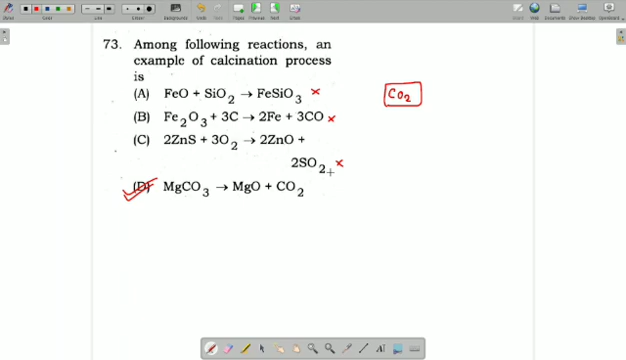 73. Among following reactions, an
example of calcination process
is
(A) FeO + SiO2 → FeSiO3 ×
CO2
(B) Fe2O3 + 3C → 2Fe + 3CO ×
(C) 2ZnS + 3O2 → 2ZnO +
2SO2 ×
(D) MgCO3 → MgO + CO2